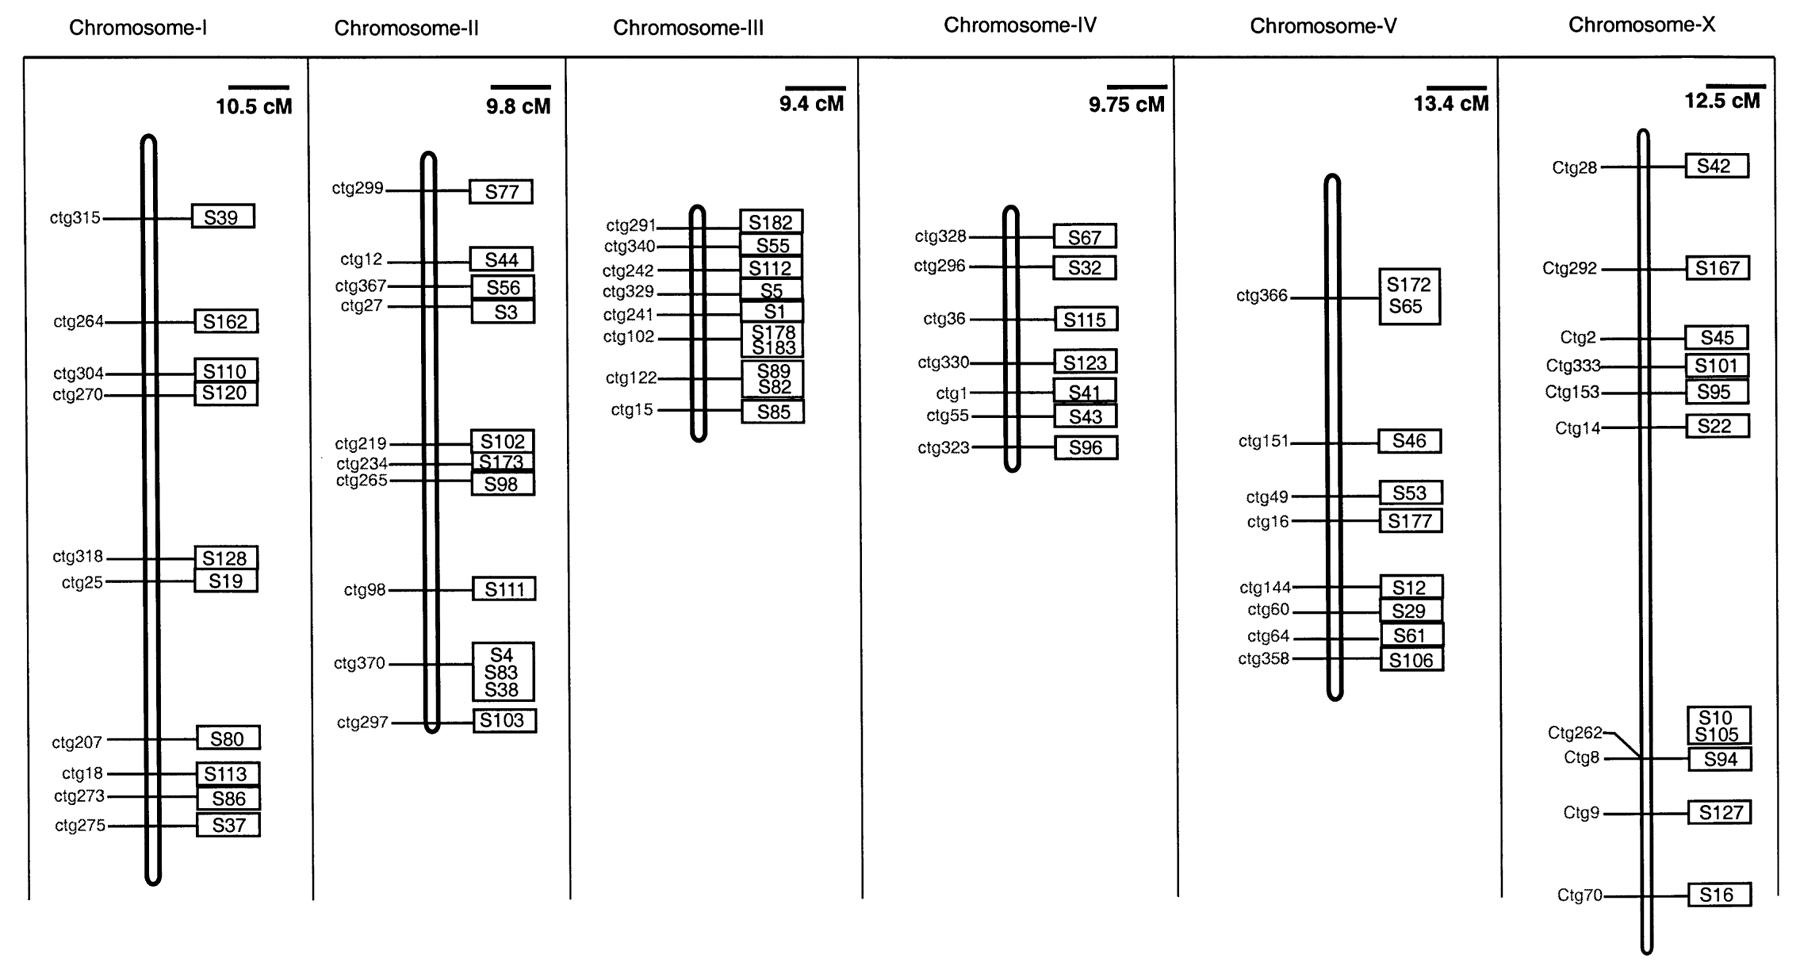 Chromosome-I
Chromosome-II
Chromosome-III
Chromosome-IV
Chromosome-V
Chromosome-X
10.5 cM
ctg315 S39
ctg264 S162
ctg304 S110
ctg270 S120
ctg318 S128
ctg25 S19
ctg207 S80
ctg18 S113
ctg273 S86
ctg275 S37
9.8 cM
ctg299 S77
ctg12 S44
ctg367 S56
ctg27 S3
ctg219 S102
ctg234 S173
ctg265 S98
ctg98 S111
ctg370 S4
S83
S38
ctg297 S103
9.4 cM
ctg291 S182
ctg340 S55
ctg242 S112
ctg329 S5
ctg241 S1
ctg102 S178
S183
ctg122 S89
S82
ctg15 S85
9.75 cM
ctg328 S67
ctg296 S32
ctg36 S115
ctg330 S123
ctg1 S41
ctg55 S43
ctg323 S96
13.4 cM
ctg366 S172
S65
ctg151 S46
ctg49 S53
ctg16 S177
ctg144 S12
ctg60 S29
ctg64 S61
ctg358 S106
12.5 cM
Ctg28 S42
Ctg292 S167
Ctg2 S45
Ctg333 S101
Ctg153 S95
Ctg14 S22
Ctg262 S10
S105
Ctg8 S94
Ctg9 S127
Ctg70 S16